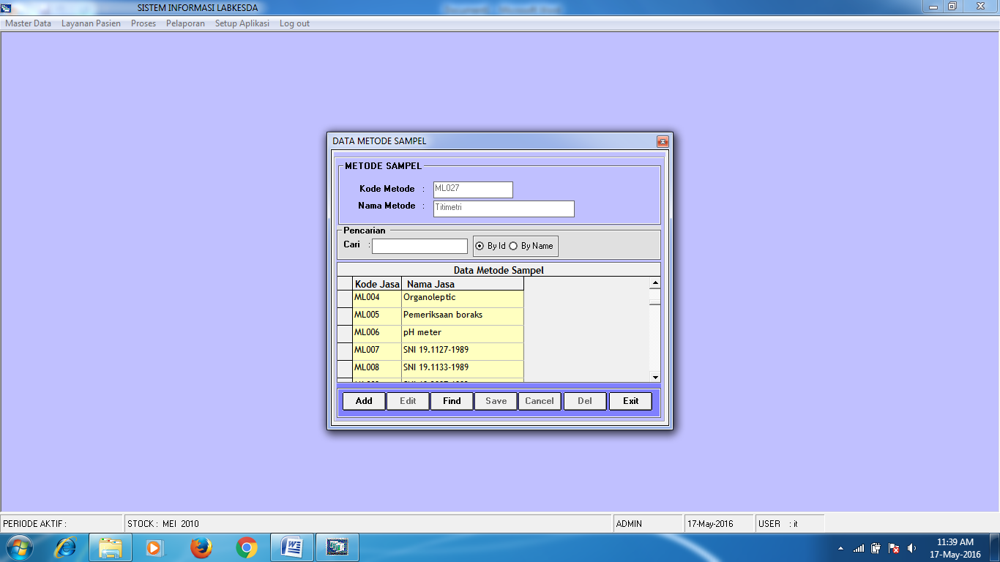 SISTEM INFORMASI LABKESDA
Master Data Layanan Pasien Proses Pelaporan Setup Aplikasi Log out
DATA METODE SAMPEL
METODE SAMPEL
Kode Metode : ML027
Nama Metode : Titimetri
Pencarian
Cari : By Id By Name
Data Metode Sampel
Kode Jasa Nama Jasa
ML004 Organoleptic
ML005 Pemeriksaan boraks
ML006 pH meter
ML007 SNI 19.1127-1989
ML008 SNI 19.1133-1989
Add Edit Find Save Cancel Del Exit
PERIODE AKTIF : STOCK : MEI 2010 ADMIN 17-May-2016 USER : it
11:39 AM
17-May-2016